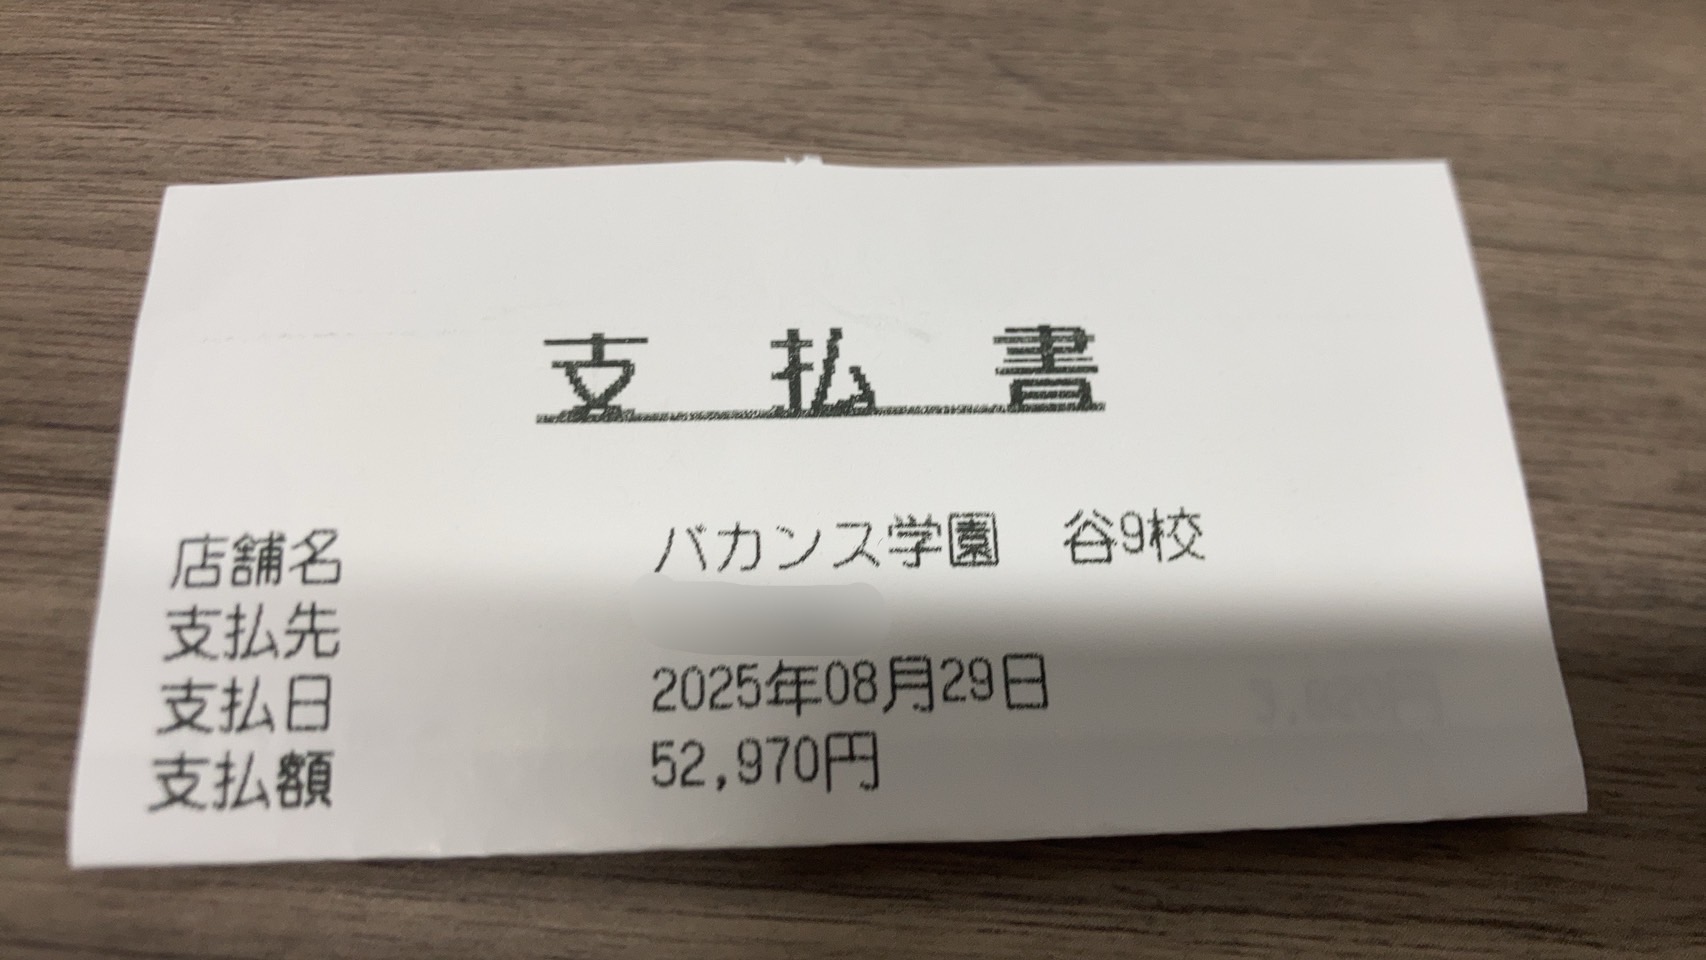 支払書
店舗名 バカンス学園 谷9校
支払先
支払日 2025年08月29日
支払額 52,970円